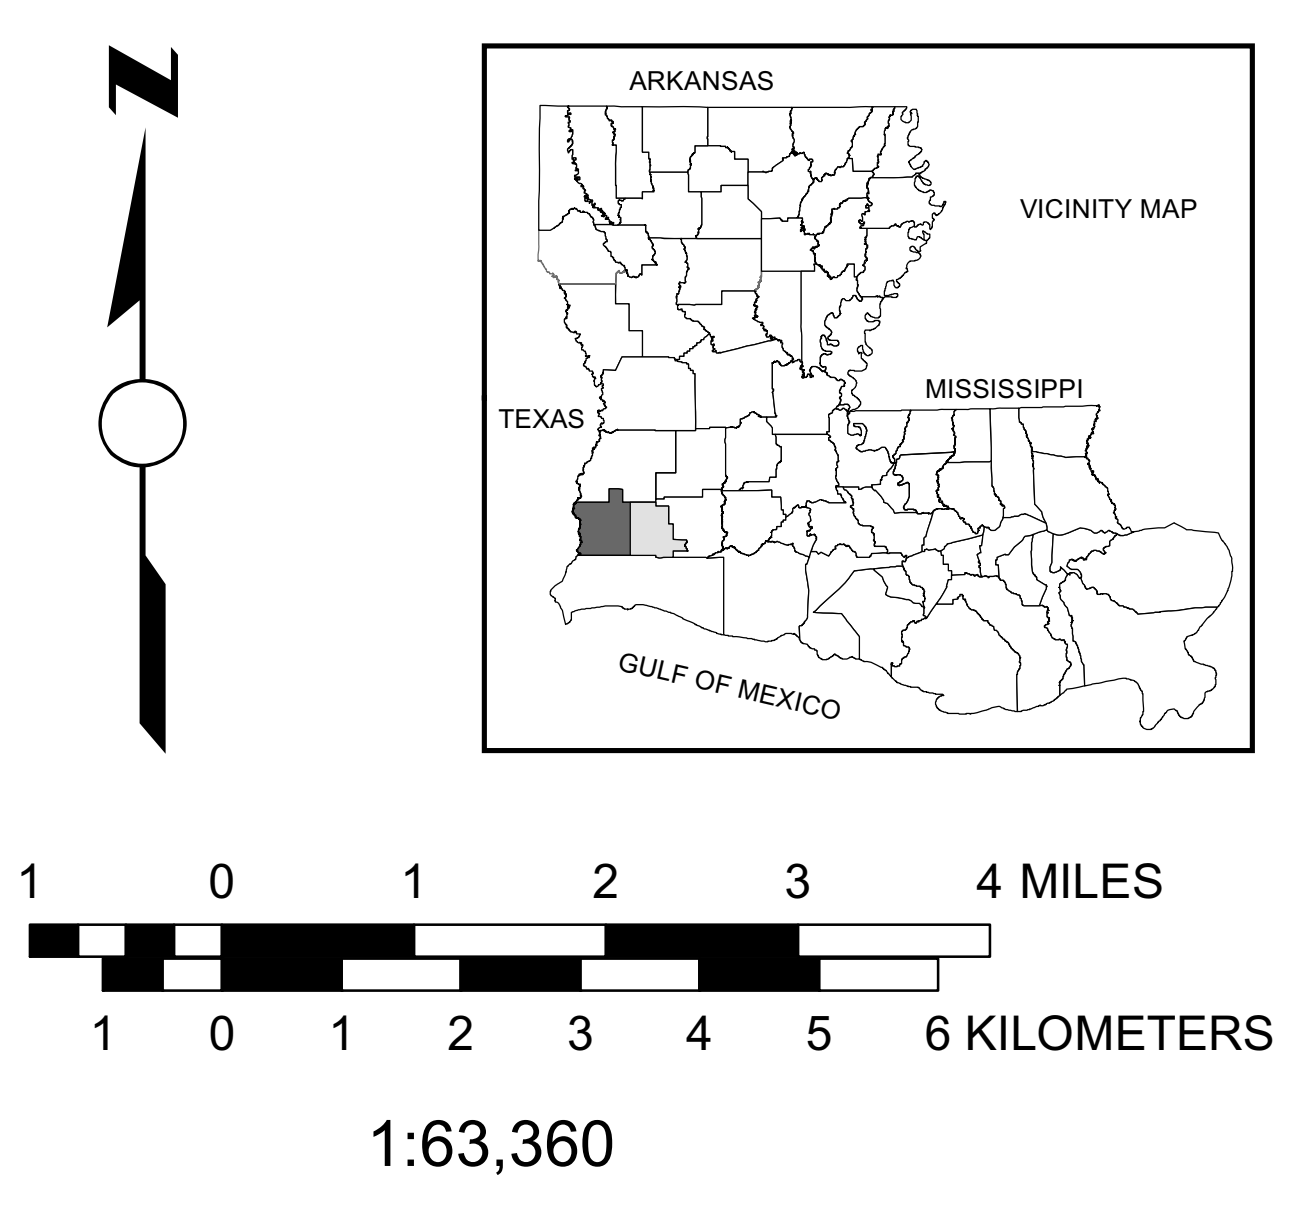 N
ARKANSAS
VICINITY MAP
MISSISSIPPI
TEXAS
GULF OF MEXICO
1 0 1 2 3 4 MILES
1 0 1 2 3 4 5 6 KILOMETERS
1:63,360